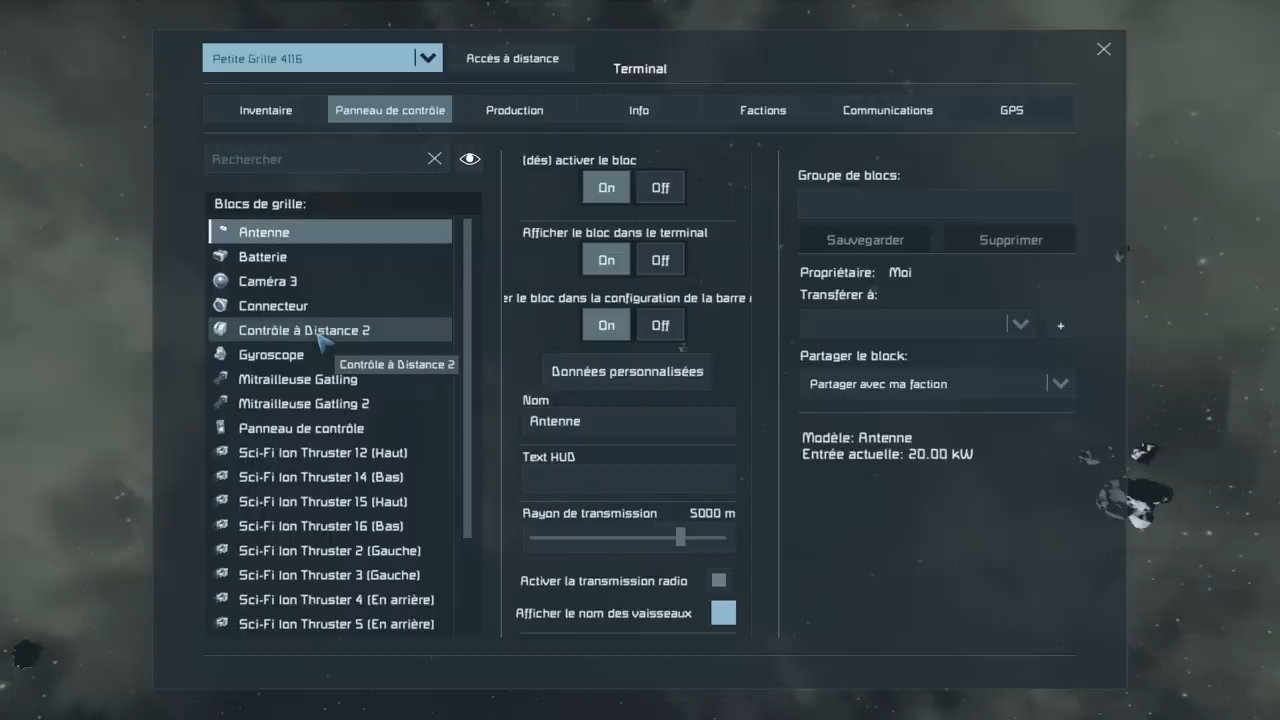 Petite Grille 4116
Accès à distance
Terminal
Inventaire
Panneau de contrôle
Production
Info
Factions
Communications
GPS
Rechercher
Blocs de grille:
Antenne
Batterie
Caméra 3
Connecteur
Contrôle à Distance 2
Gyroscope
Contrôle à Distance 2
Mitrailleuse Gatling
Mitrailleuse Gatling 2
Panneau de contrôle
Sci-Fi Ion Thruster 12 (Haut)
Sci-Fi Ion Thruster 14 (Bas)
Sci-Fi Ion Thruster 15 (Haut)
Sci-Fi Ion Thruster 16 (Bas)
Sci-Fi Ion Thruster 2 (Gauche)
Sci-Fi Ion Thruster 3 (Gauche)
Sci-Fi Ion Thruster 4 (En arrière)
Sci-Fi Ion Thruster 5 (En arrière)
(dés) activer le bloc
On Off
Afficher le bloc dans le terminal
On Off
er le bloc dans la configuration de la barre
On Off
Données personnalisées
Nom
Antenne
Text HUD
Rayon de transmission 5000 m
Activer la transmission radio
Afficher le nom des vaisseaux
Groupe de blocs:
Sauvegarder Supprimer
Propriétaire: Moi
Transférer à:
+
Partager le block:
Partager avec ma faction
Modèle: Antenne
Entrée actuelle: 20.00 kW